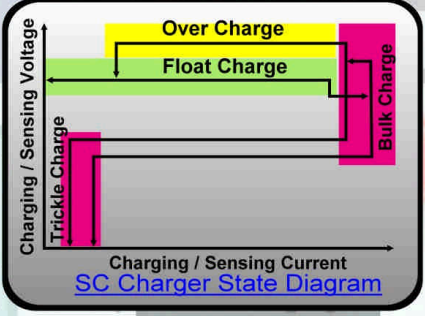 Over Charge
Float Charge
Bulk Charge
Trickle Charge
Charging / Sensing Voltage
Charging / Sensing Current
SC Charger State Diagram